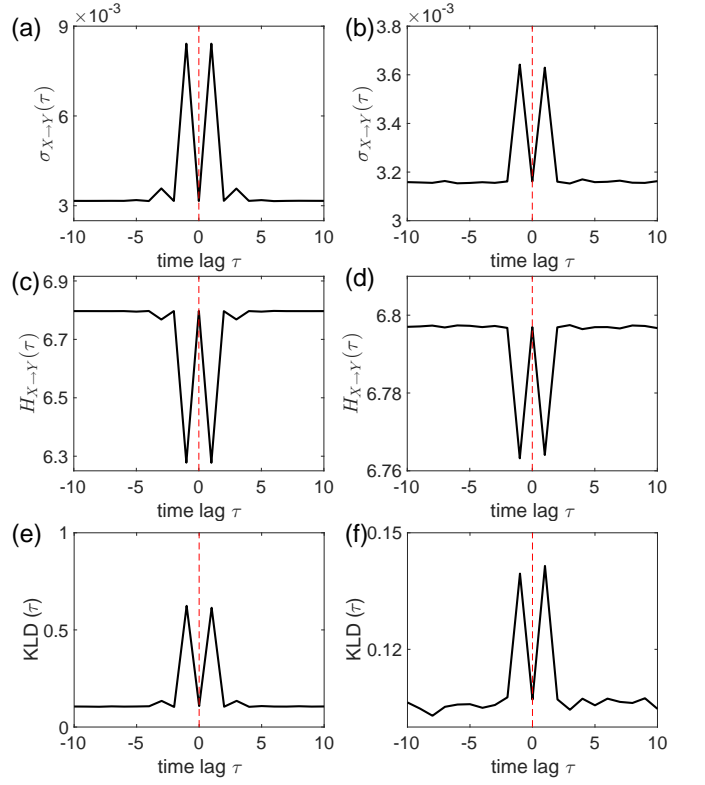 (a)
×10⁻³
9
6
3
σ_{X→Y}(τ)
-10 -5 0 5 10
time lag τ
(b)
×10⁻³
3.8
3.6
3.4
3.2
3
σ_{X→Y}(τ)
-10 -5 0 5 10
time lag τ
(c)
6.9
6.7
6.5
6.3
H_{X→Y}(τ)
-10 -5 0 5 10
time lag τ
(d)
6.8
6.78
6.76
H_{X→Y}(τ)
-10 -5 0 5 10
time lag τ
(e)
1
0.5
0
KLD (τ)
-10 -5 0 5 10
time lag τ
(f)
0.15
0.12
KLD (τ)
-10 -5 0 5 10
time lag τ